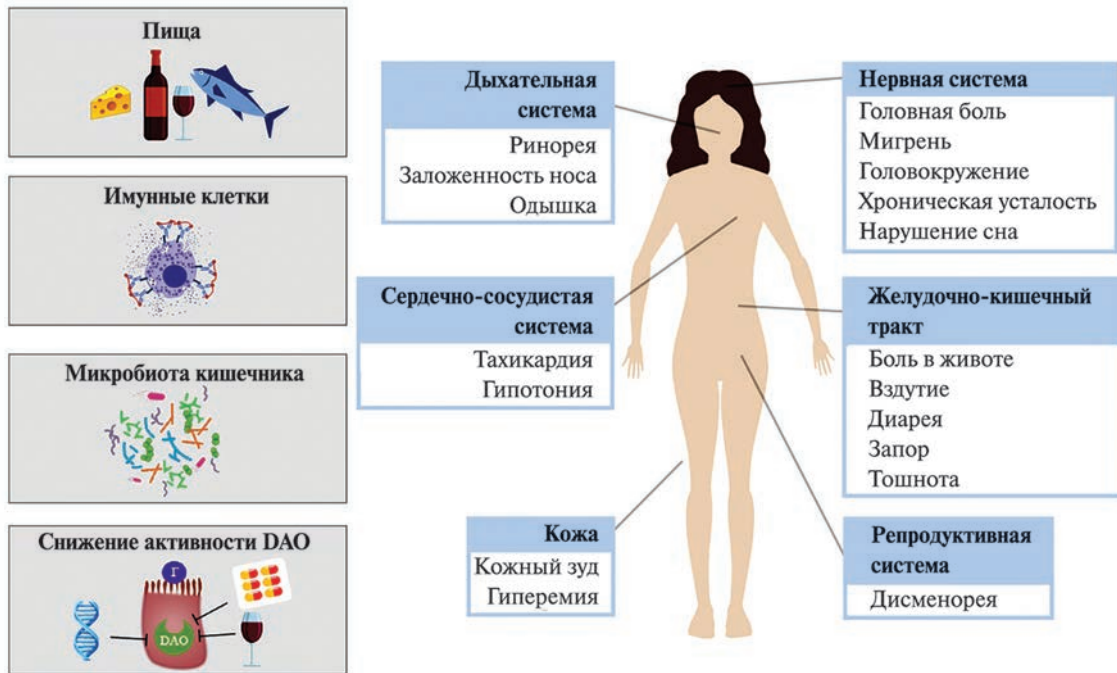 Пища
Имунные клетки
Микробиота кишечника
Снижение активности DAO
Г
DAO
Дыхательная
система
Ринорея
Заложенность носа
Одышка
Сердечно-сосудистая
система
Тахикардия
Гипотония
Кожа
Кожный зуд
Гиперемия
Нервная система
Головная боль
Мигрень
Головокружение
Хроническая усталость
Нарушение сна
Желудочно-кишечный
тракт
Боль в животе
Вздутие
Диарея
Запор
Тошнота
Репродуктивная
система
Дисменорея